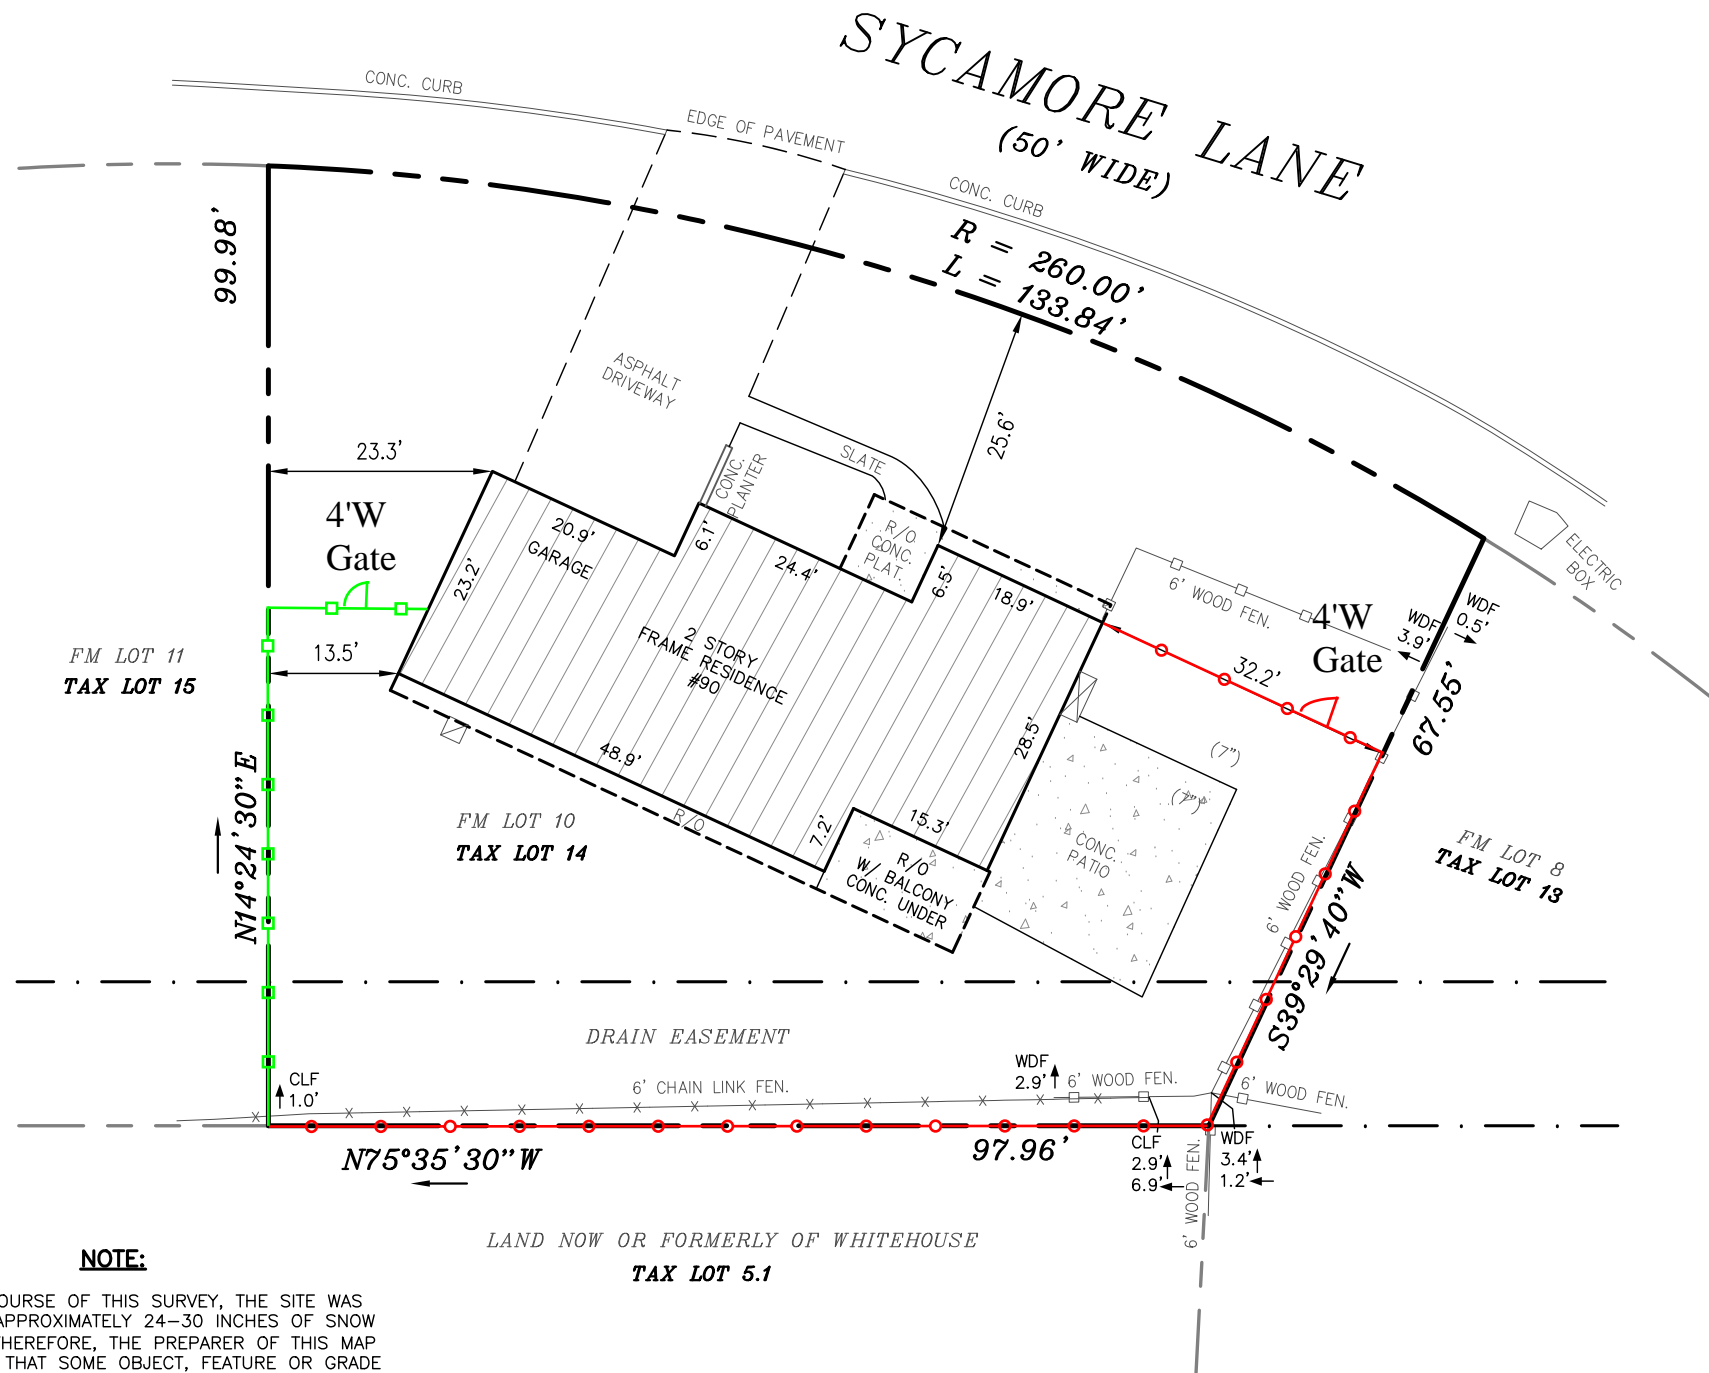 SYCAMORE LANE
(50' WIDE)
CONC. CURB
EDGE OF PAVEMENT
CONC. CURB
R = 260.00'
L = 133.84'
99.98'
ASPHALT
DRIVEWAY
25.6'
23.3'
SLATE
CONC.
PLANTER
4'W
Gate
20.9'
GARAGE
6.1'
R/O
CONC.
PLAT.
24.4'
23.2'
6.5'
18.9'
6' WOOD FEN.
ELECTRIC
BOX
4'W
Gate
WDF
3.9'
WDF
0.5'
13.5'
2 STORY
FRAME RESIDENCE
#90
32.2'
67.55'
FM LOT 11
TAX LOT 15
28.5'
48.9'
(7")
N14°24'30"E
FM LOT 10
TAX LOT 14
R/O
7.2'
15.3'
R/O
W/ BALCONY
CONC. UNDER
CONC.
PATIO
6' WOOD FEN.
FM LOT 8
TAX LOT 13
S39°29'40"W
DRAIN EASEMENT
CLF
1.0'
6' CHAIN LINK FEN.
WDF
2.9'
6' WOOD FEN.
6' WOOD FEN.
N75°35'30"W
97.96'
CLF
2.9'
6.9'
6' WOOD FEN.
WDF
3.4'
1.2'
LAND NOW OR FORMERLY OF WHITEHOUSE
TAX LOT 5.1
NOTE:
OURSE OF THIS SURVEY, THE SITE WAS
APPROXIMATELY 24-30 INCHES OF SNOW
HEREFORE, THE PREPARER OF THIS MAP
THAT SOME OBJECT, FEATURE OR GRADE